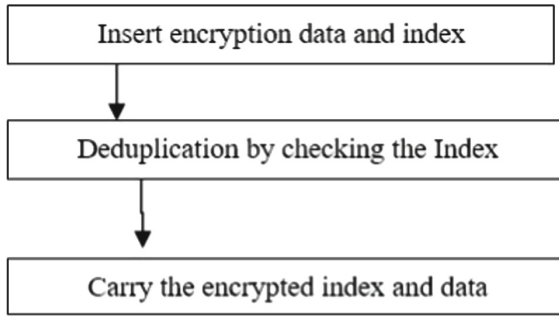 Insert encryption data and index
Deduplication by checking the Index
Carry the encrypted index and data